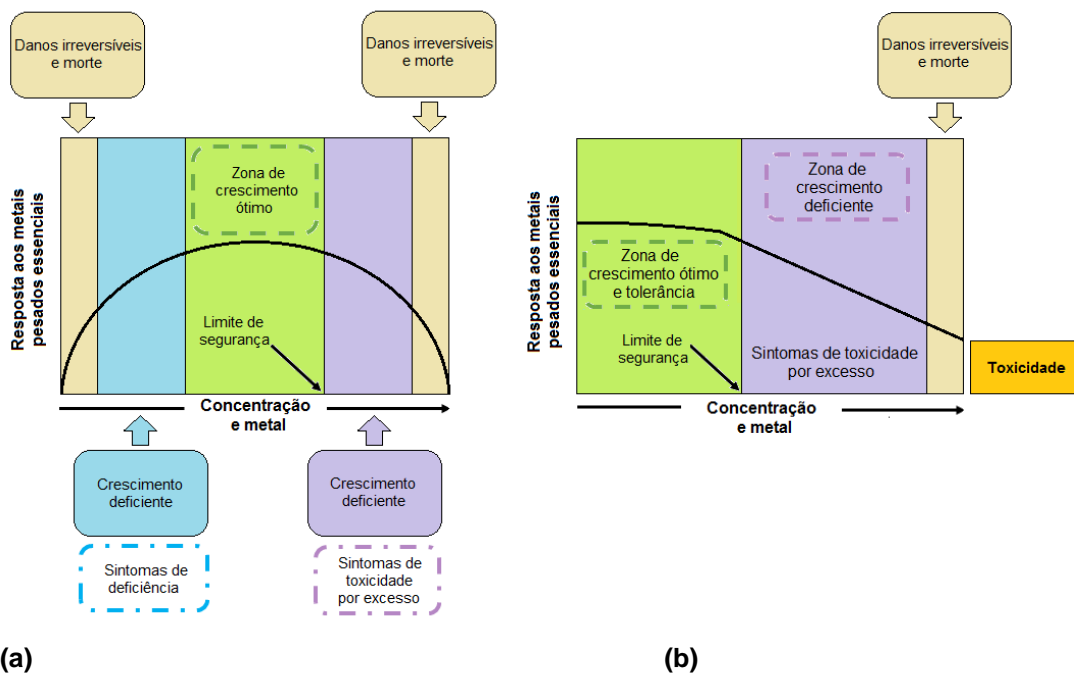 Danos irreversíveis
e morte
Danos irreversíveis
e morte
Resposta aos metais
pesados essenciais
Zona de
crescimento
ótimo
Limite de
segurança
Concentração
e metal
Crescimento
deficiente
Crescimento
deficiente
Sintomas de
deficiência
Sintomas de
toxicidade
por excesso
(a)
Danos irreversíveis
e morte
Resposta aos metais
pesados essenciais
Zona de
crescimento
deficiente
Zona de
crescimento ótimo
e tolerância
Limite de
segurança
Sintomas de toxicidade
por excesso
Toxicidade
Concentração
e metal
(b)